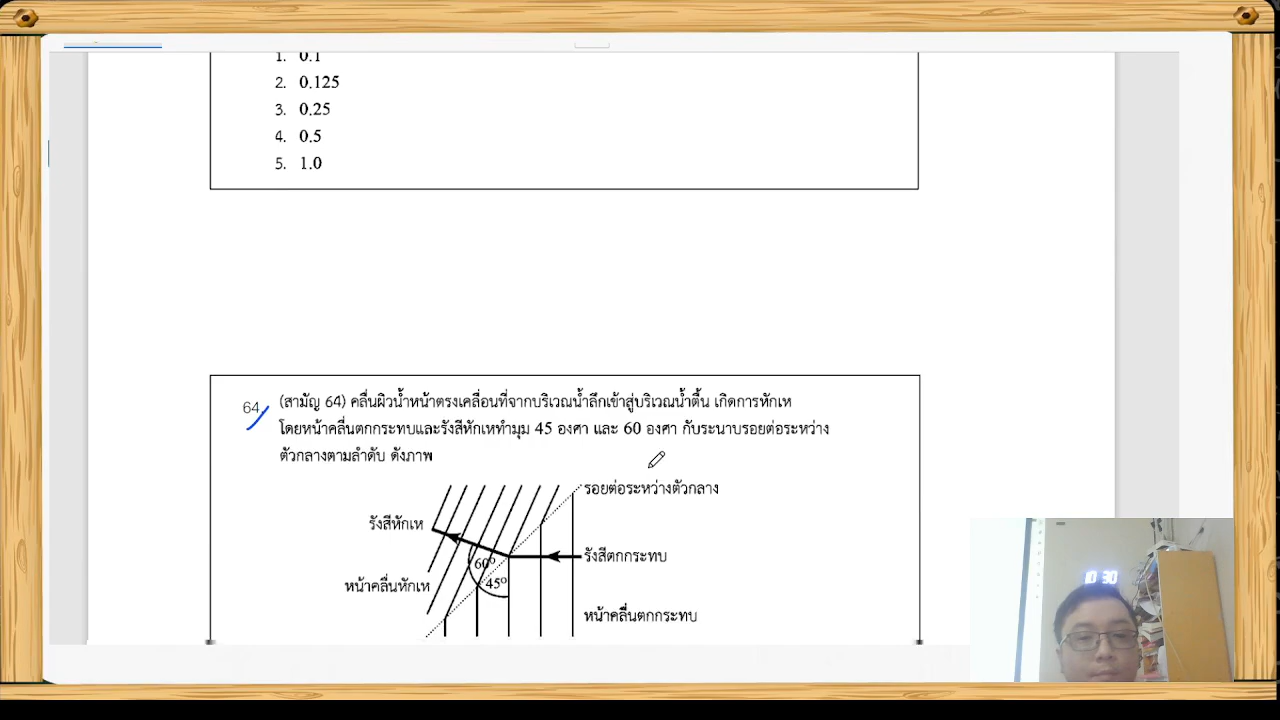 1. 0.1
2. 0.125
3. 0.25
4. 0.5
5. 1.0
64. (สามัญ 64) คลื่นผิวน้ำหน้าตรงเคลื่อนที่จากบริเวณน้ำลึกเข้าสู่บริเวณน้ำตื้น เกิดการหักเห
โดยหน้าคลื่นตกกระทบและรังสีหักเหทำมุม 45 องศา และ 60 องศา กับระนาบรอยต่อระหว่าง
ตัวกลางตามลำดับ ดังภาพ
รอยต่อระหว่างตัวกลาง
รังสีหักเห
รังสีตกกระทบ
60°
45°
หน้าคลื่นหักเห
หน้าคลื่นตกกระทบ
10 30